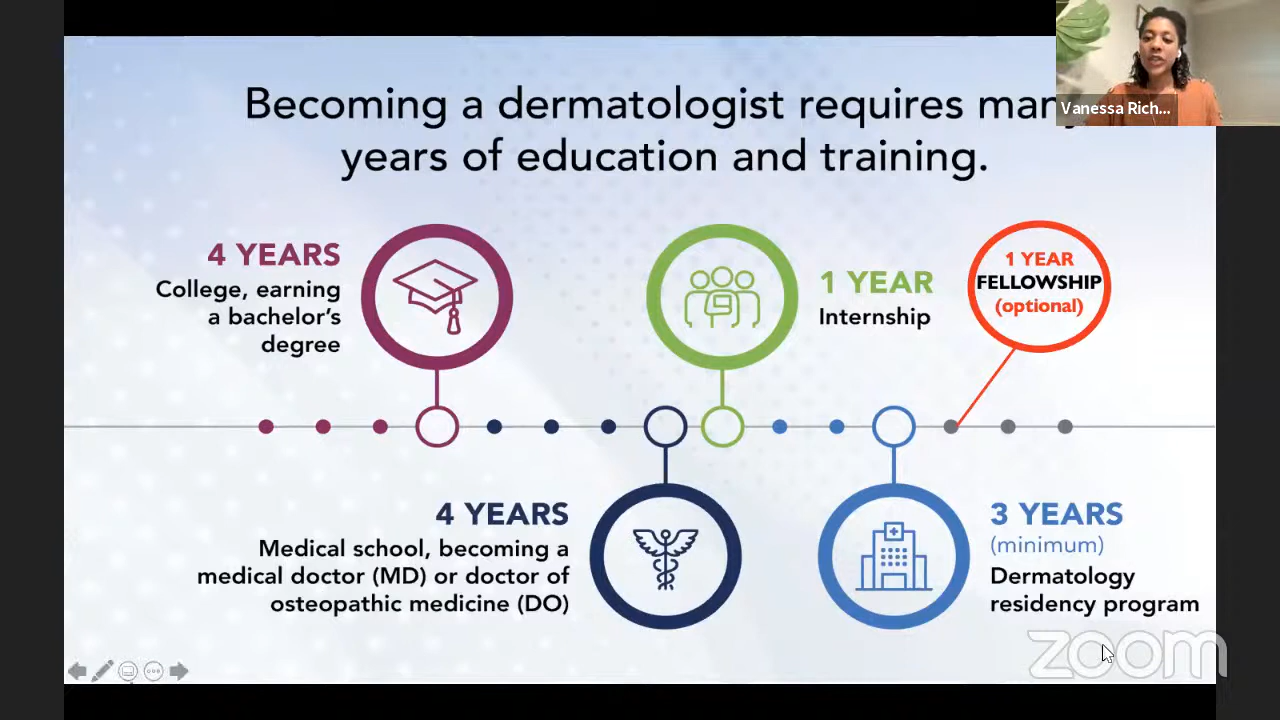 Becoming a dermatologist requires many
years of education and training.
Vanessa Rich...
4 YEARS
College, earning
a bachelor's
degree
1 YEAR
Internship
1 YEAR
FELLOWSHIP
(optional)
4 YEARS
Medical school, becoming a
medical doctor (MD) or doctor of
osteopathic medicine (DO)
3 YEARS
(minimum)
Dermatology
residency program
zoom